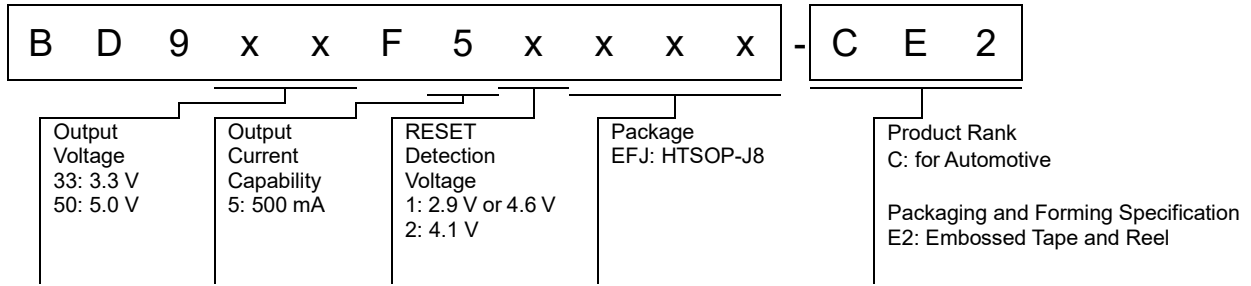 B D 9 x x F 5 x x x x - C E 2
Output
Voltage
33: 3.3 V
50: 5.0 V
Output
Current
Capability
5: 500 mA
RESET
Detection
Voltage
1: 2.9 V or 4.6 V
2: 4.1 V
Package
EFJ: HTSOP-J8
Product Rank
C: for Automotive
Packaging and Forming Specification
E2: Embossed Tape and Reel